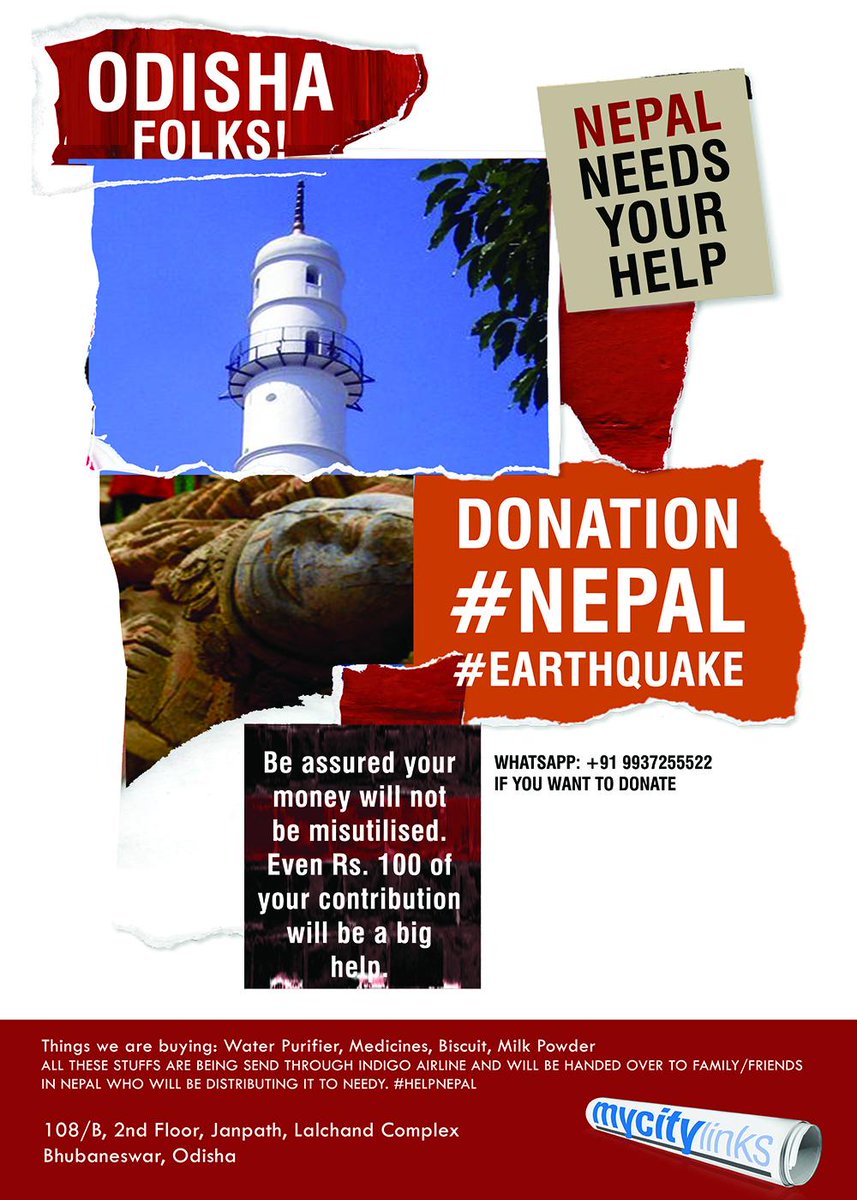 ODISHA
FOLKS!
NEPAL
NEEDS
YOUR
HELP
DONATION
#NEPAL
#EARTHQUAKE
WHATSAPP: +91 9937255522
IF YOU WANT TO DONATE
Be assured your
money will not
be misutilised.
Even Rs. 100 of
your contribution
will be a big
help.
Things we are buying: Water Purifier, Medicines, Biscuit, Milk Powder
ALL THESE STUFFS ARE BEING SEND THROUGH INDIGO AIRLINE AND WILL BE HANDED OVER TO FAMILY/FRIENDS
IN NEPAL WHO WILL BE DISTRIBUTING IT TO NEEDY. #HELPNEPAL
108/B, 2nd Floor, Janpath, Lalchand Complex
Bhubaneswar, Odisha
mycitylinks